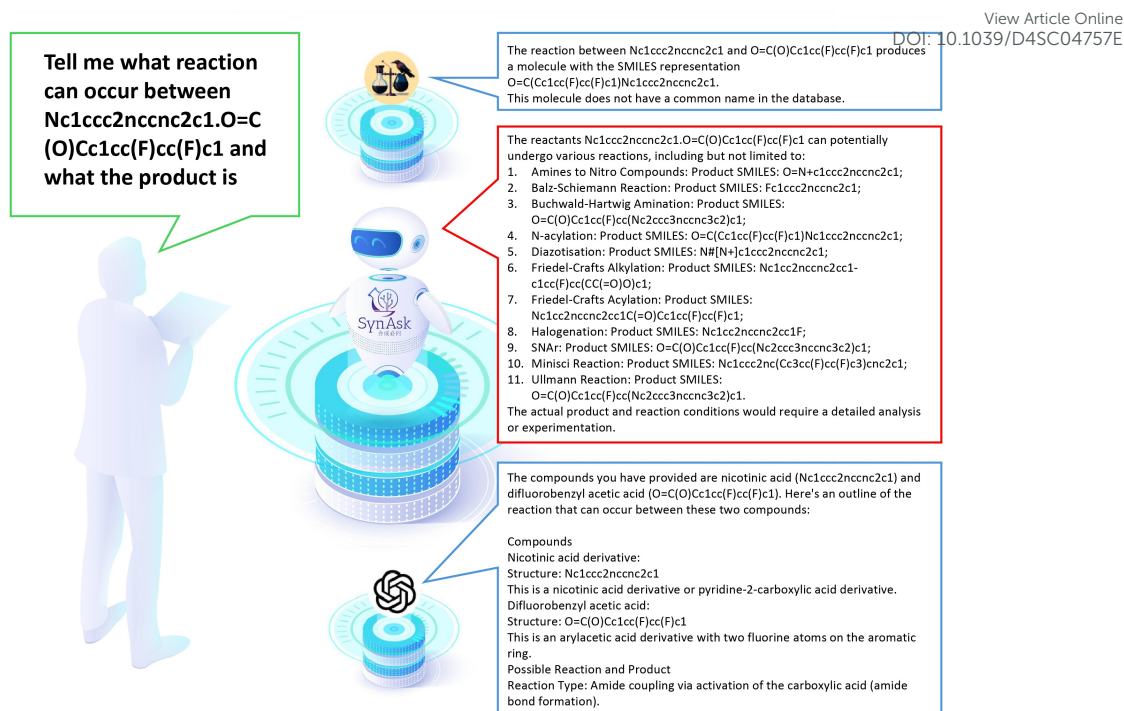 View Article Online
DOI: 10.1039/D4SC04757E
Tell me what reaction
can occur between
Nc1ccc2nccnc2c1.O=C
(O)Cc1cc(F)cc(F)c1 and
what the product is
The reaction between Nc1ccc2nccnc2c1 and O=C(O)Cc1cc(F)cc(F)c1 produces
a molecule with the SMILES representation
O=C(Cc1cc(F)cc(F)c1)Nc1ccc2nccnc2c1.
This molecule does not have a common name in the database.
The reactants Nc1ccc2nccnc2c1.O=C(O)Cc1cc(F)cc(F)c1 can potentially
undergo various reactions, including but not limited to:
1. Amines to Nitro Compounds: Product SMILES: O=N+c1ccc2nccnc2c1;
2. Balz-Schiemann Reaction: Product SMILES: Fc1ccc2nccnc2c1;
3. Buchwald-Hartwig Amination: Product SMILES:
O=C(O)Cc1cc(F)cc(Nc2ccc3nccnc3c2)c1;
4. N-acylation: Product SMILES: O=C(Cc1cc(F)cc(F)c1)Nc1ccc2nccnc2c1;
5. Diazotisation: Product SMILES: N#[N+]c1ccc2nccnc2c1;
6. Friedel-Crafts Alkylation: Product SMILES: Nc1cc2nccnc2cc1-
c1cc(F)cc(CC(=O)O)c1;
7. Friedel-Crafts Acylation: Product SMILES:
Nc1cc2nccnc2cc1C(=O)Cc1cc(F)cc(F)c1;
8. Halogenation: Product SMILES: Nc1cc2nccnc2cc1F;
9. SNAr: Product SMILES: O=C(O)Cc1cc(F)cc(Nc2ccc3nccnc3c2)c1;
10. Minisci Reaction: Product SMILES: Nc1ccc2nc(Cc3cc(F)cc(F)c3)cnc2c1;
11. Ullmann Reaction: Product SMILES:
O=C(O)Cc1cc(F)cc(Nc2ccc3nccnc3c2)c1.
The actual product and reaction conditions would require a detailed analysis
or experimentation.
SynAsk
合成必问
The compounds you have provided are nicotinic acid (Nc1ccc2nccnc2c1) and
difluorobenzyl acetic acid (O=C(O)Cc1cc(F)cc(F)c1). Here's an outline of the
reaction that can occur between these two compounds:
Compounds
Nicotinic acid derivative:
Structure: Nc1ccc2nccnc2c1
This is a nicotinic acid derivative or pyridine-2-carboxylic acid derivative.
Difluorobenzyl acetic acid:
Structure: O=C(O)Cc1cc(F)cc(F)c1
This is an arylacetic acid derivative with two fluorine atoms on the aromatic
ring.
Possible Reaction and Product
Reaction Type: Amide coupling via activation of the carboxylic acid (amide
bond formation).